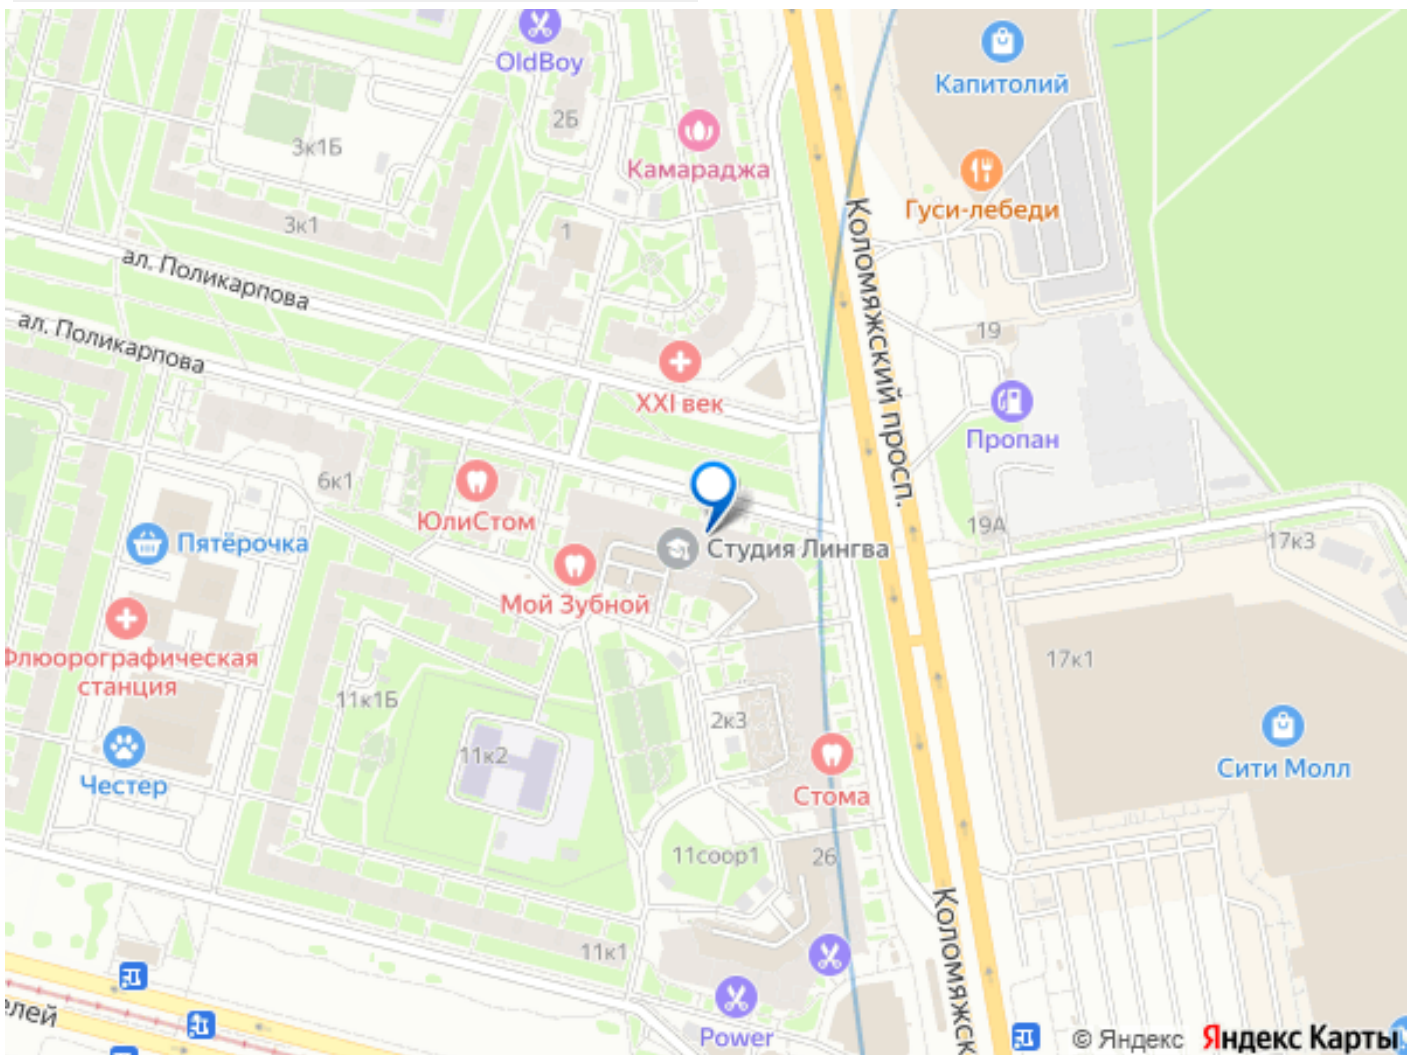 OldBoy
Капитолий
2Б
3к1Б
Камараджа
Гуси-лебеди
3к1
1
ал. Поликарпова
Коломяжский просп.
ал. Поликарпова
19
XXI век
Пропан
6к1
ЮлиСтом
19А
17к3
Пятёрочка
Студия Лингва
Мой Зубной
Флюорографическая
станция
17к1
11к1Б
2к3
11к2
Сити Молл
Честер
Стома
11соор1
26
Коломяжск
11к1
елей
Power
© Яндекс Яндекс Карты